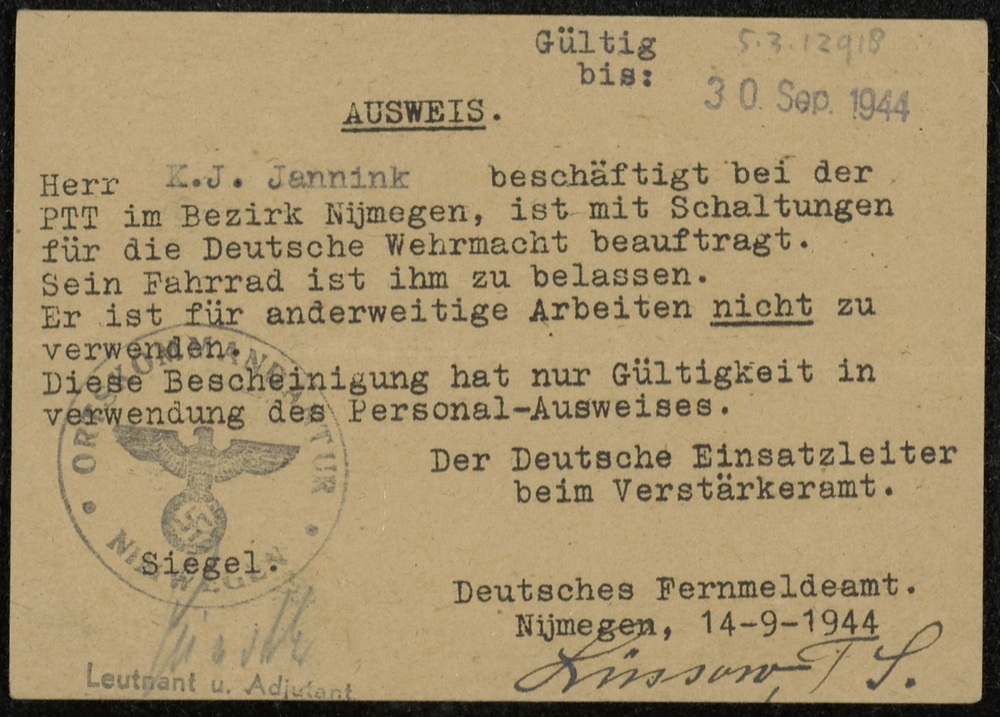 Gültig
bis:
5.3.12918
30. Sep. 1944
AUSWEIS.
Herr K.J. Jannink beschäftigt bei der
PTT im Bezirk Nijmegen, ist mit Schaltungen
für die Deutsche Wehrmacht beauftragt.
Sein Fahrrad ist ihm zu belassen.
Er ist für anderweitige Arbeiten nicht zu
verwenden.
Diese Bescheinigung hat nur Gültigkeit in
verwendung des Personal-Ausweises.
ORTSKOMMANDANTUR
NIJMWEGEN
Der Deutsche Einsatzleiter
beim Verstärkeramt.
Siegel.
Deutsches Fernmeldeamt.
Nijmegen, 14-9-1944
Leutnant u. Adjutant